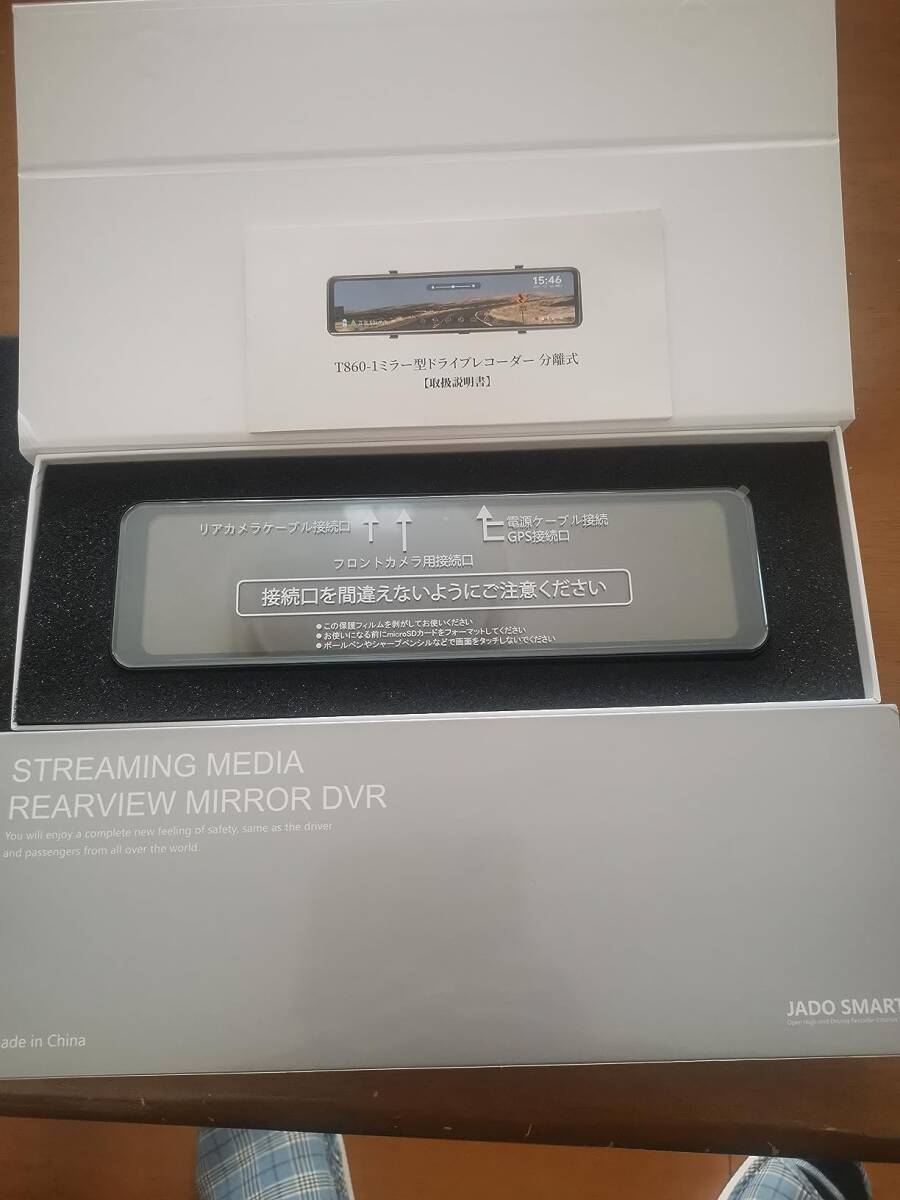 15:46
T860-1ミラー型ドライブレコーダー 分離式
【取扱説明書】
リアカメラケーブル接続口
電源ケーブル接続
GPS接続口
フロントカメラ用接続口
接続口を間違えないようにご注意ください
●この保護フィルムを剥がしてお使いください
●お使いになる前にmicroSDカードをフォーマットしてください
●ボールペンやシャープペンシルなどで画面をタッチしないでください
STREAMING MEDIA
REARVIEW MIRROR DVR
You will enjoy a complete new feeling of safety, same as the driver
and passengers from all over the world.
JADO SMART
ade in China